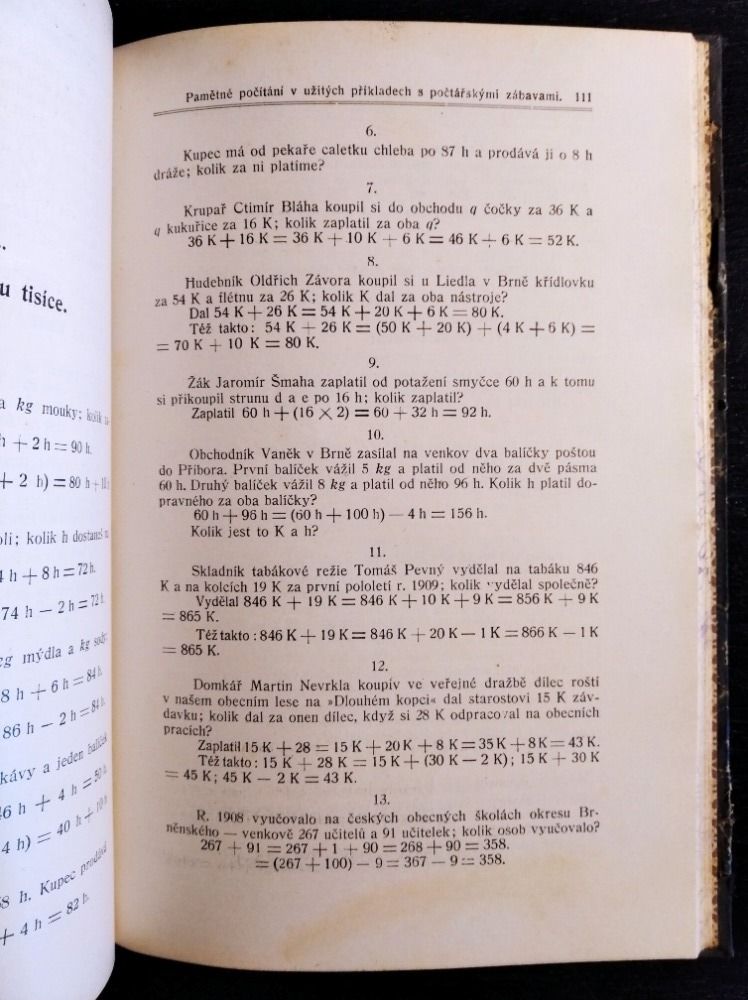 .
u tisíce.
a kg mouky; kolik
h + 2 h = 90 h.
+ 2 h) = 80 h +
olí; kolik h dostaneš
4 h + 8 h = 72 h.
74 h — 2 h = 72 h.
kg mýdla a kg sody;
8 h + 6 h = 84 h.
86 h — 2 h = 84 h.
kávy a jeden balíček
46 h + 4 h = 50 h.
4 h) = 40 h + 10 h
58 h. Kupec prodává
+ 4 h = 82 h.
Pamětné počítání v užitých příkladech s počtářskými zábavami. 111
6.
Kupec má od pekaře caletku chleba po 87 h a prodává ji o 8 h
dráže; kolik za ni platíme?
7.
Krupař Ctimír Bláha koupil si do obchodu q čočky za 36 K a
q kukuřice za 16 K; kolik zaplatil za oba q?
36 K + 16 K = 36 K + 10 K + 6 K = 46 K + 6 K = 52 K.
8.
Hudebník Oldřich Závora koupil si u Liedla v Brně křídlovku
za 54 K a flétnu za 26 K; kolik K dal za oba nástroje?
Dal 54 K + 26 K = 54 K + 20 K + 6 K = 80 K.
Též takto: 54 K + 26 K = (50 K + 20 K) + (4 K + 6 K) =
= 70 K + 10 K = 80 K.
9.
Žák Jaromír Šmaha zaplatil od potažení smyčce 60 h a k tomu
si přikoupil strunu d a e po 16 h; kolik zaplatil?
Zaplatil 60 h + (16 × 2) = 60 + 32 h = 92 h.
10.
Obchodník Vaněk v Brně zasílal na venkov dva balíčky poštou
do Příbora. První balíček vážil 5 kg a platil od něho za dvě pásma
60 h. Druhý balíček vážil 8 kg a platil od něho 96 h. Kolik h platil do-
pravného za oba balíčky?
60 h + 96 h = (60 h + 100 h) — 4 h = 156 h.
Kolik jest to K a h?
11.
Skladník tabákové režie Tomáš Pevný vydělal na tabáku 846
K a na kolcích 19 K za první pololetí r. 1909; kolik vydělal společně?
Vydělal 846 K + 19 K = 846 K + 10 K + 9 K = 856 K + 9 K
= 865 K.
Též takto: 846 K + 19 K = 846 K + 20 K — 1 K = 866 K — 1 K
= 865 K.
12.
Domkář Martin Nevrkla koupív ve veřejné dražbě dílec roští
v našem obecním lese na »Dlouhém kopci« dal starostovi 15 K záv-
davku; kolik dal za onen dílec, když si 28 K odpracoval na obecních
pracích?
Zaplatil 15 K + 28 = 15 K + 20 K + 8 K = 35 K + 8 K = 43 K.
Též takto: 15 K + 28 K = 15 K + (30 K — 2 K); 15 K + 30 K
= 45 K; 45 K — 2 K = 43 K.
13.
R. 1908 vyučovalo na českých obecných školách okresu Br-
něnského — venkově 267 učitelů a 91 učitelek; kolik osob vyučovalo?
267 + 91 = 267 + 1 + 90 = 268 + 90 = 358.
= (267 + 100) — 9 = 367 — 9 = 358.